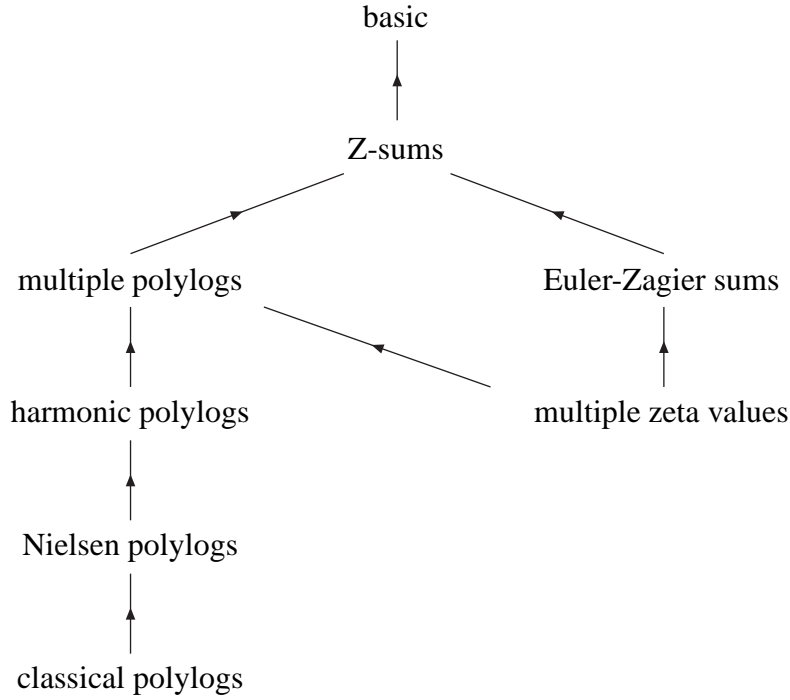 basic
Z-sums
multiple polylogs
Euler-Zagier sums
harmonic polylogs
multiple zeta values
Nielsen polylogs
classical polylogs